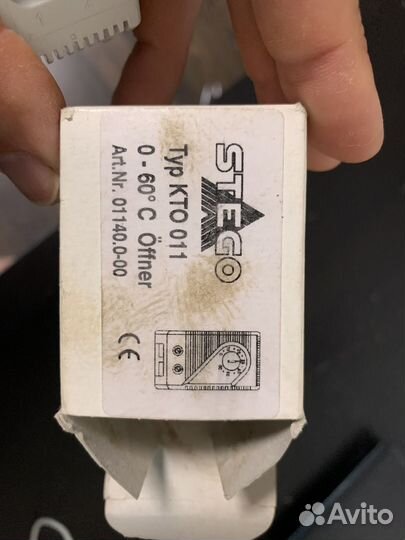 STEGO
Typ KTO 011
0 - 60° C Öffner
Art.Nr. 01140.0-00
CE
Avito